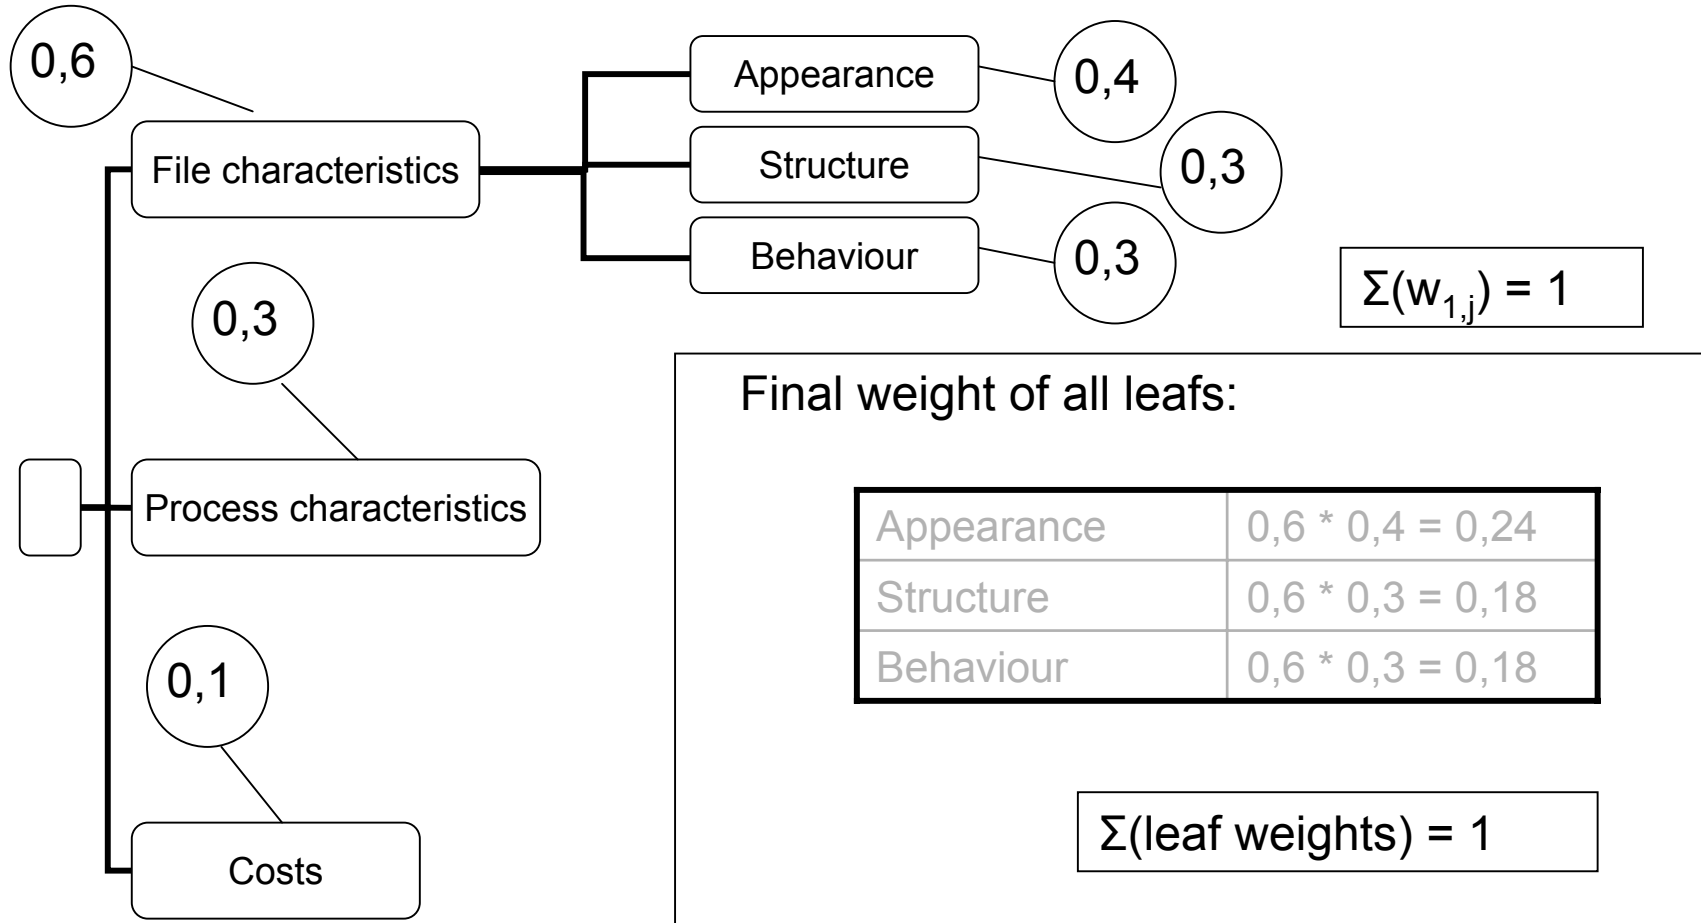 0,6
Appearance
0,4
File characteristics
Structure
0,3
Behaviour
0,3
Σ(w1,j) = 1
0,3
Process characteristics
0,1
Costs
Final weight of all leafs:
Appearance 0,6 * 0,4 = 0,24
Structure 0,6 * 0,3 = 0,18
Behaviour 0,6 * 0,3 = 0,18
Σ(leaf weights) = 1